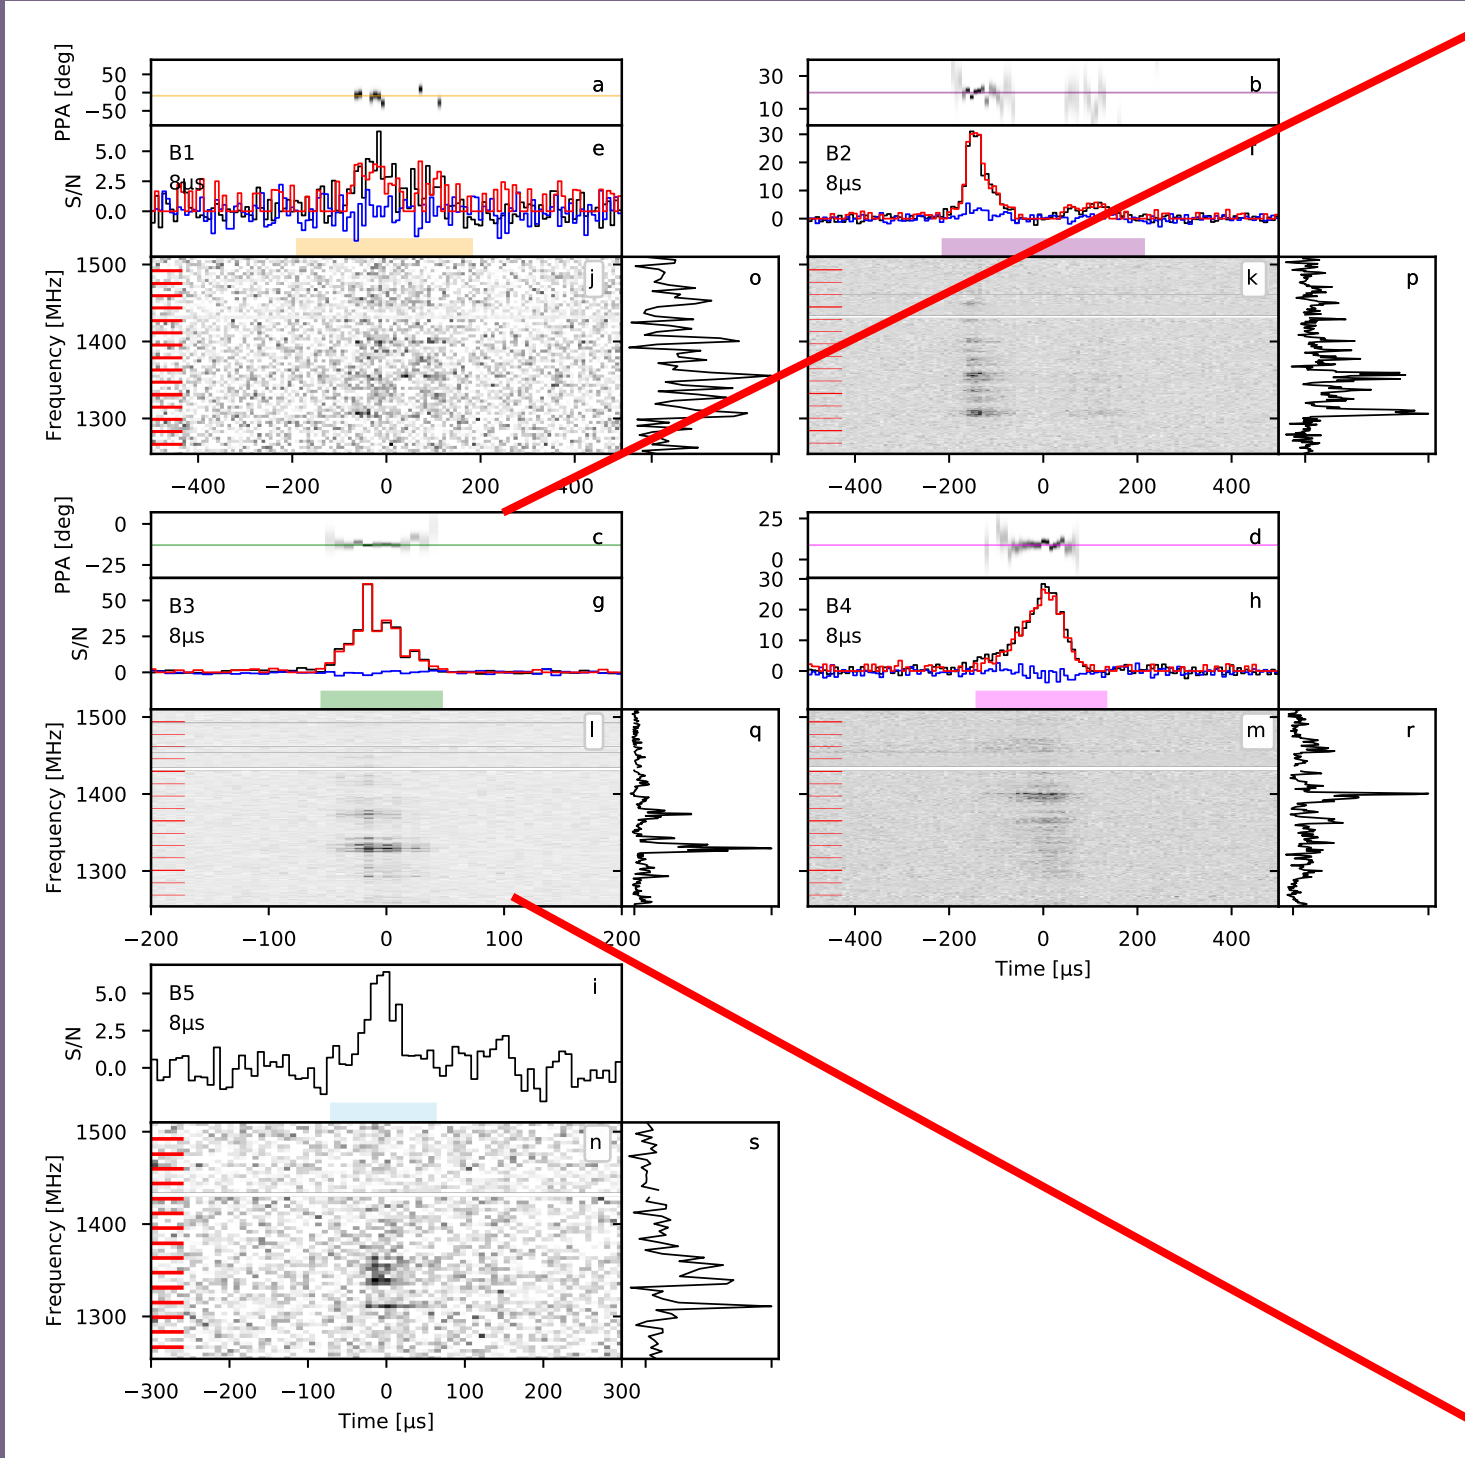 PPA [deg]
50
0
−50
a
S/N
5.0
2.5
0.0
B1
8μs
e
Frequency [MHz]
1500
1400
1300
j
o
−400
−200
0
200
400
30
10
b
30
20
10
0
B2
8μs
k
p
−400
−200
0
200
400
PPA [deg]
0
−25
c
S/N
50
25
0
B3
8μs
g
Frequency [MHz]
1500
1400
1300
l
q
−200
−100
0
100
200
25
0
d
30
20
10
0
B4
8μs
h
m
r
−400
−200
0
200
400
Time [μs]
S/N
5.0
2.5
0.0
B5
8μs
i
Frequency [MHz]
1500
1400
1300
n
s
−300
−200
−100
0
100
200
300
Time [μs]